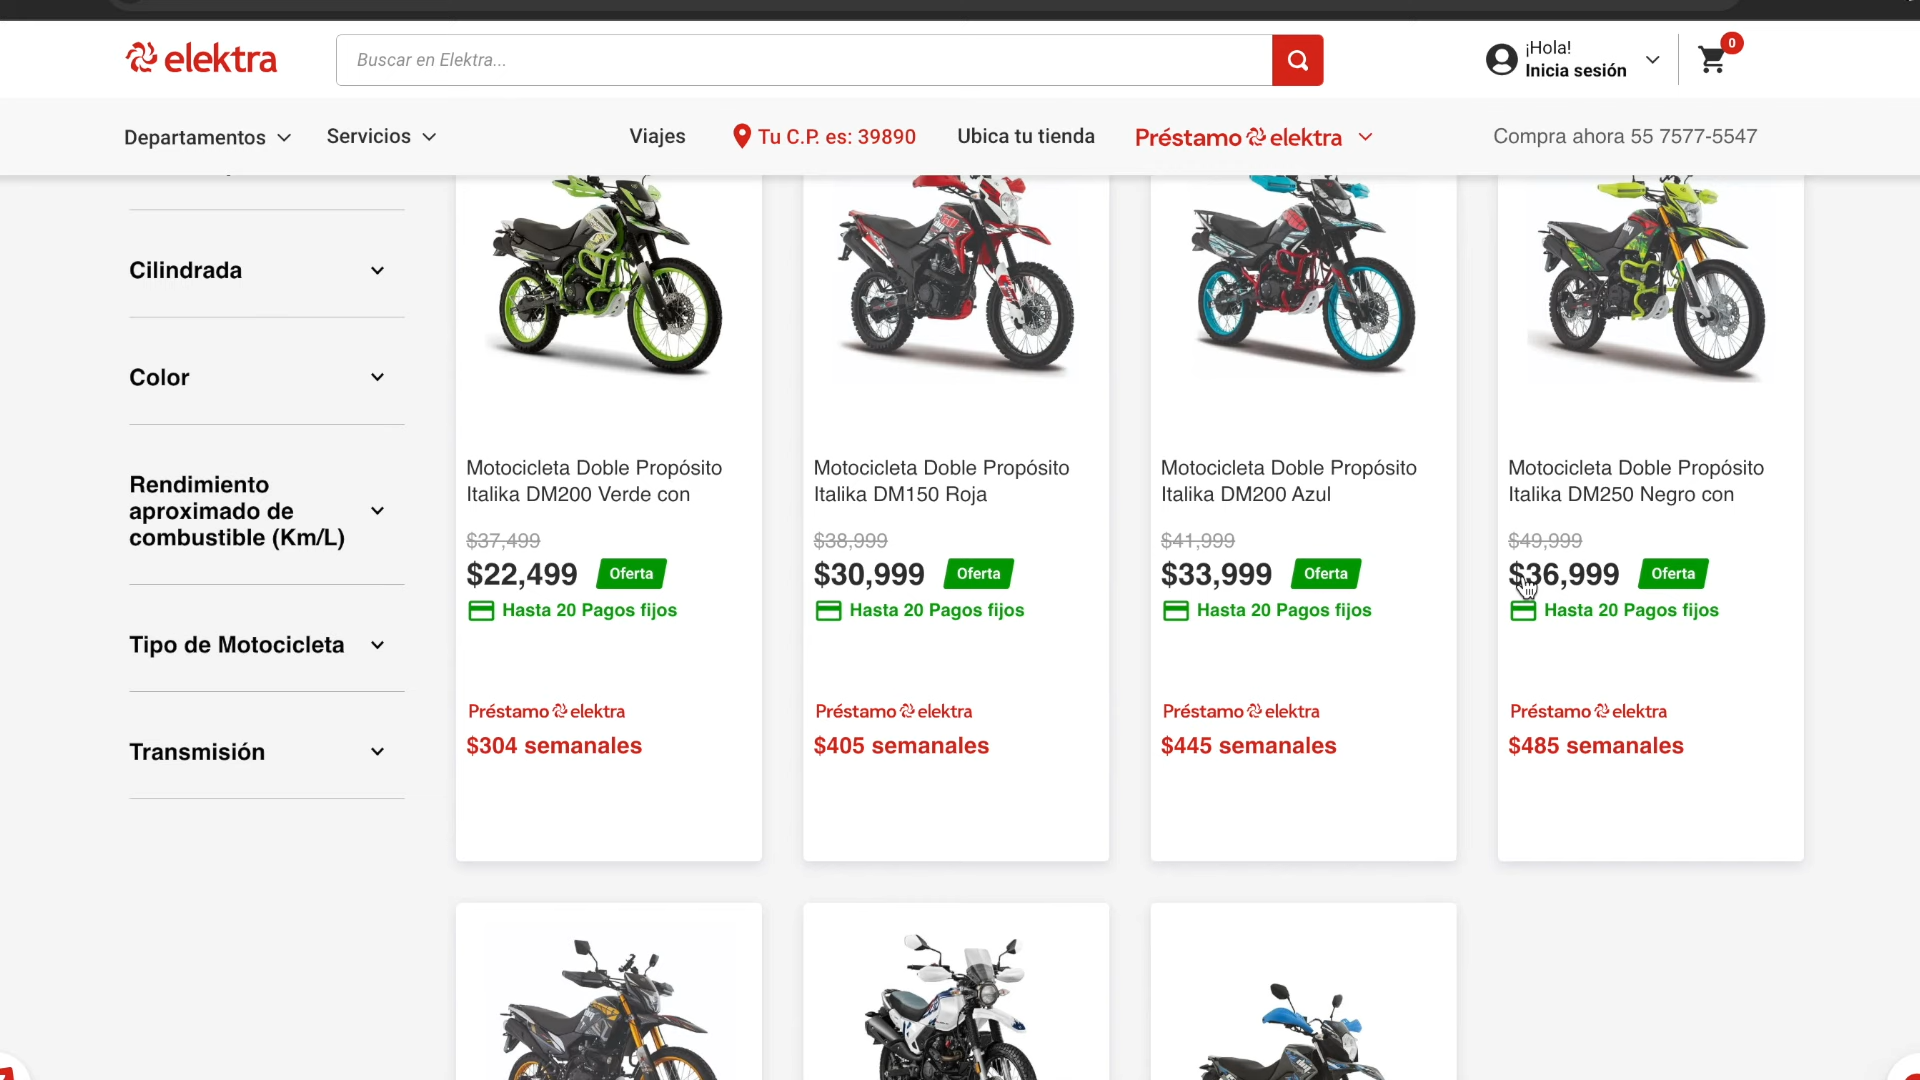 elektra
Buscar en Elektra...
¡Hola!
Inicia sesión
0
Departamentos
Servicios
Viajes
Tu C.P. es: 39890
Ubica tu tienda
Préstamo elektra
Compra ahora 55 7577-5547
Cilindrada
Color
Rendimiento
aproximado de
combustible (Km/L)
Tipo de Motocicleta
Transmisión
Motocicleta Doble Propósito
Italika DM200 Verde con
$37,499
$22,499 Oferta
Hasta 20 Pagos fijos
Préstamo elektra
$304 semanales
Motocicleta Doble Propósito
Italika DM150 Roja
$38,999
$30,999 Oferta
Hasta 20 Pagos fijos
Préstamo elektra
$405 semanales
Motocicleta Doble Propósito
Italika DM200 Azul
$41,999
$33,999 Oferta
Hasta 20 Pagos fijos
Préstamo elektra
$445 semanales
Motocicleta Doble Propósito
Italika DM250 Negro con
$49,999
$36,999 Oferta
Hasta 20 Pagos fijos
Préstamo elektra
$485 semanales